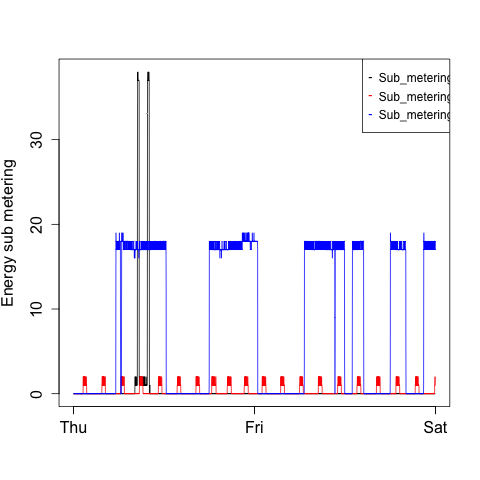 Sub_metering
Sub_metering
Sub_metering
Energy sub metering
30
20
10
0
Thu Fri Sat